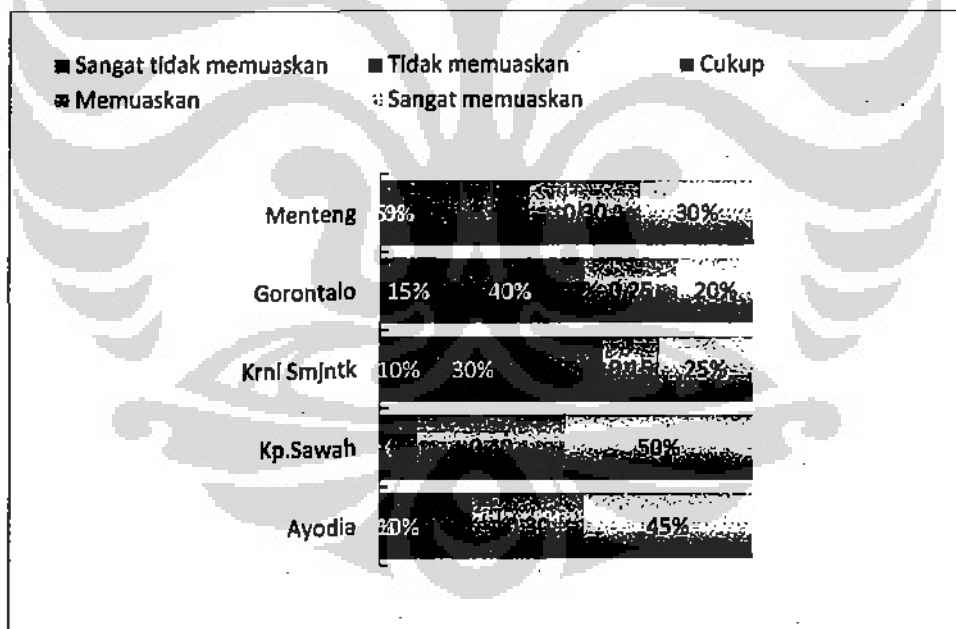 Sangat tidak memuaskan Tidak memuaskan Cukup
Memuaskan Sangat memuaskan
Menteng 30%
Gorontalo 15% 40% 20%
Krnl Smjntk 10% 30% 25%
Kp.Sawah 50%
Ayodia 45%